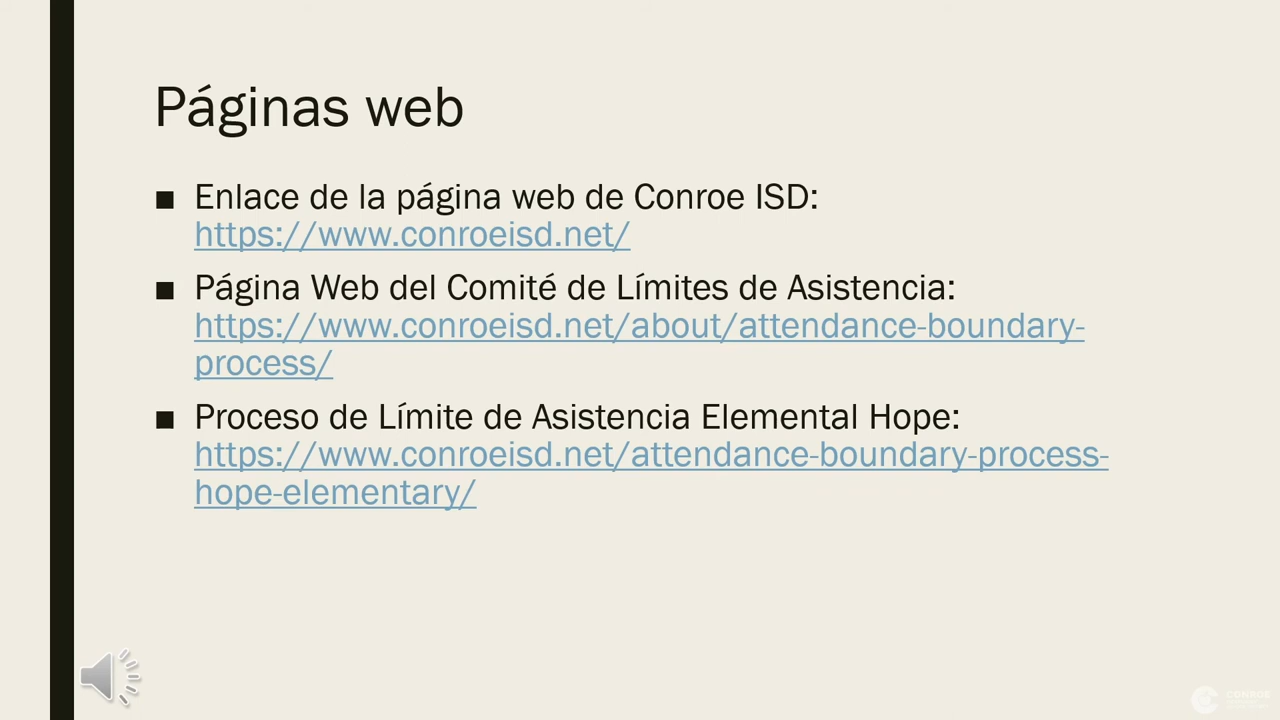 Páginas web
■ Enlace de la página web de Conroe ISD:
https://www.conroeisd.net/
■ Página Web del Comité de Límites de Asistencia:
https://www.conroeisd.net/about/attendance-boundary-
process/
■ Proceso de Límite de Asistencia Elemental Hope:
https://www.conroeisd.net/attendance-boundary-process-
hope-elementary/
CONROE